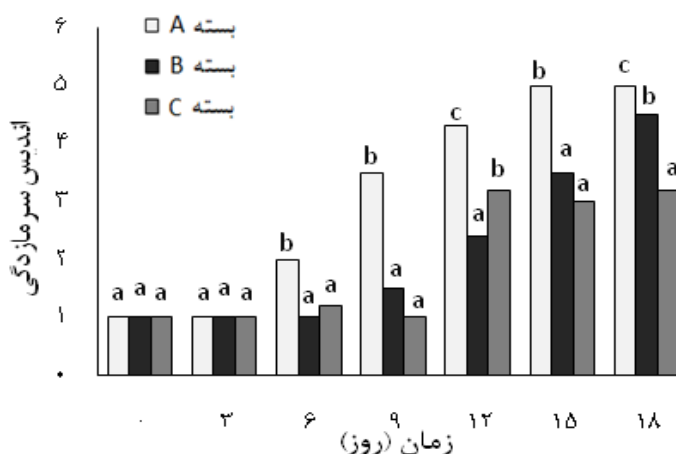 ۶
۵
۴
۳
۲
۱
۰
اندیس سرمازدگی
بسته A
بسته B
بسته C
a a a
a a a
b a a
b a a
c a b
b a a
c b a
۰ ۳ ۶ ۹ ۱۲ ۱۵ ۱۸
زمان (روز)